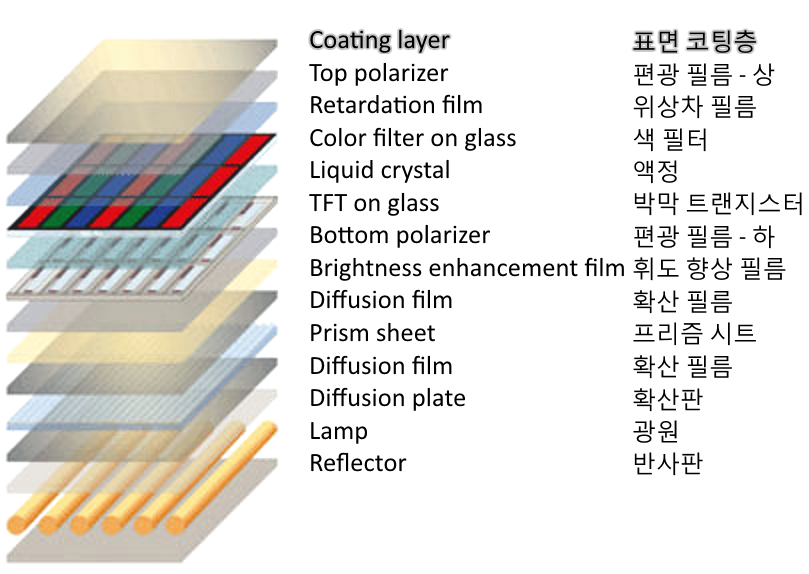 Coating layer 표면 코팅층
Top polarizer 편광 필름 - 상
Retardation film 위상차 필름
Color filter on glass 색 필터
Liquid crystal 액정
TFT on glass 박막 트랜지스터
Bottom polarizer 편광 필름 - 하
Brightness enhancement film 휘도 향상 필름
Diffusion film 확산 필름
Prism sheet 프리즘 시트
Diffusion film 확산 필름
Diffusion plate 확산판
Lamp 광원
Reflector 반사판